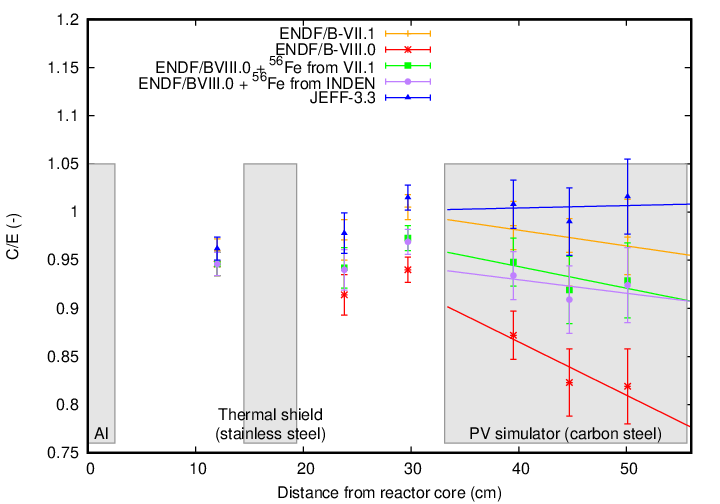 ENDF/B-VII.1
ENDF/B-VIII.0
ENDF/BVIII.0 + 56Fe from VII.1
ENDF/BVIII.0 + 56Fe from INDEN
JEFF-3.3
1.2
1.15
1.1
1.05
1
0.95
0.9
0.85
0.8
0.75
C/E (-)
Al
Thermal shield
(stainless steel)
PV simulator (carbon steel)
0 10 20 30 40 50
Distance from reactor core (cm)